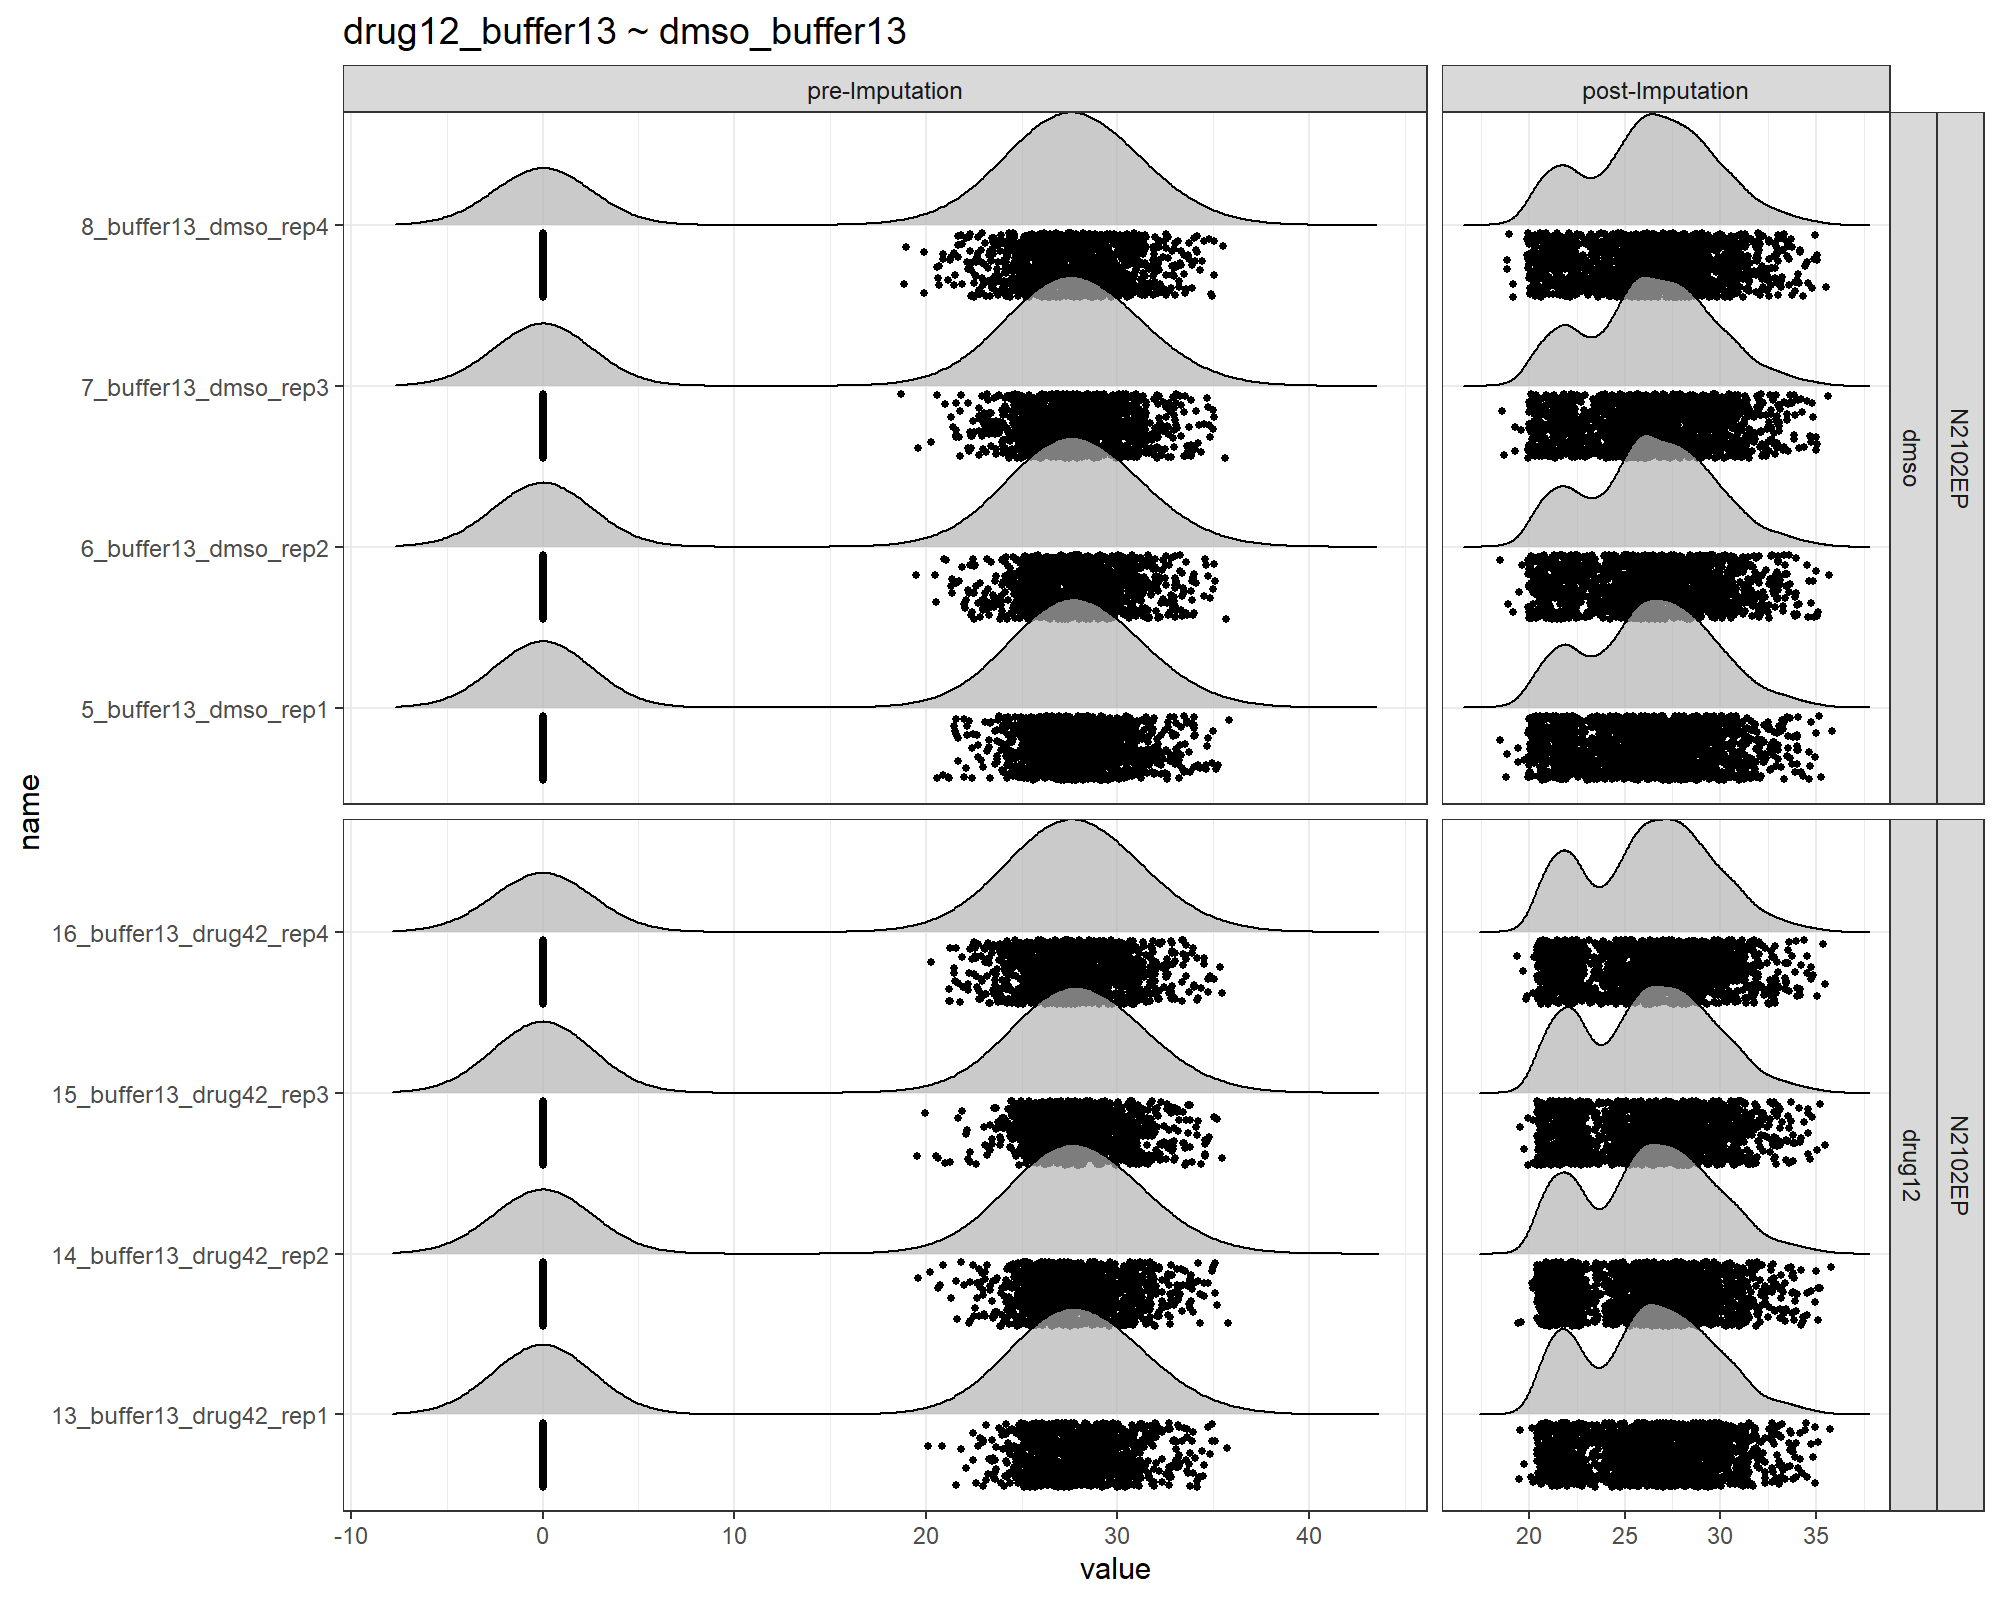 drug12_buffer13 ~ dmso_buffer13
pre-Imputation
post-Imputation
8_buffer13_dmso_rep4
7_buffer13_dmso_rep3
6_buffer13_dmso_rep2
5_buffer13_dmso_rep1
dmso
N2102EP
name
16_buffer13_drug42_rep4
15_buffer13_drug42_rep3
14_buffer13_drug42_rep2
13_buffer13_drug42_rep1
drug12
N2102EP
-10 0 10 20 30 40
20 25 30 35
value